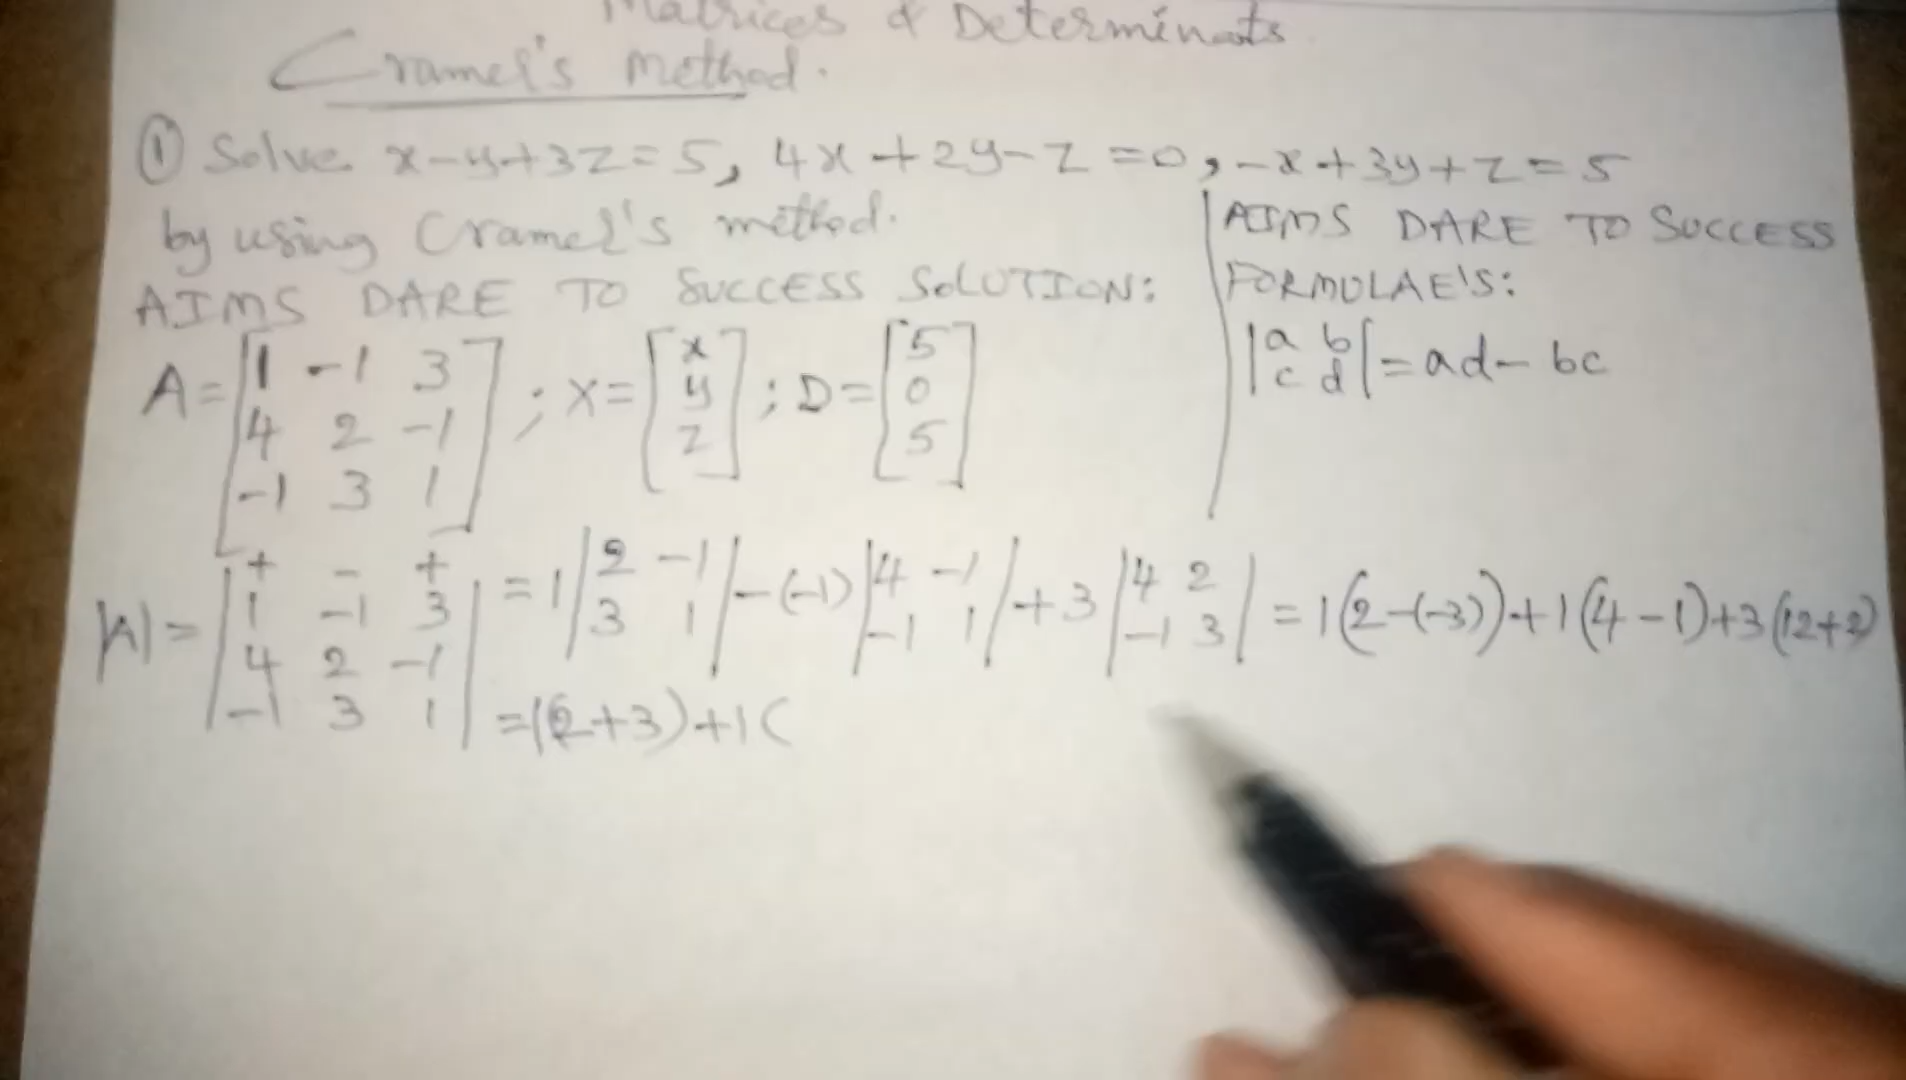 Matrices & Determinats
Cramer's method.
① Solve x-y+3z=5, 4x+2y-z=0, -x+3y+z=5
by using Cramer's method.
AIMS DARE TO SUCCESS SOLUTION:
A=[1 -1 3
4 2 -1
-1 3 1] ; X=[x
y
z] ; D=[5
0
5]
|A|=|+ - +
1 -1 3
4 2 -1
-1 3 1| =1|2 -1
3 1|-(-1)|4 -1
-1 1|+3|4 2
-1 3|=1(2-(-3))+1(4-1)+3(12+2)
=1(2+3)+1(
AIMS DARE TO SUCCESS
FORMULAE'S:
|a b
c d|=ad-bc